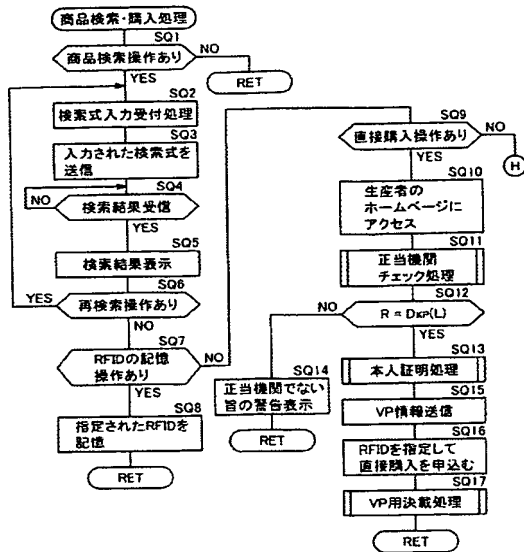 商品検索・購入処理
SQ1
商品検索操作あり
NO
YES
RET
SQ2
検索式入力受付処理
SQ3
入力された検索式を
送信
SQ4
NO
検索結果受信
YES
SQ5
検索結果表示
SQ6
YES
再検索操作あり
NO
SQ7
RFIDの記憶
操作あり
NO
YES
SQ8
指定されたRFIDを
記憶
RET
SQ9
直接購入操作あり
NO
H
YES
SQ10
生産者の
ホームページに
アクセス
SQ11
正当機関
チェック処理
SQ12
NO
R = DKP(L)
YES
SQ14
正当機関でない
旨の警告表示
RET
SQ13
本人証明処理
SQ15
VP情報送信
SQ16
RFIDを指定して
直接購入を申込む
SQ17
VP用決裁処理
RET